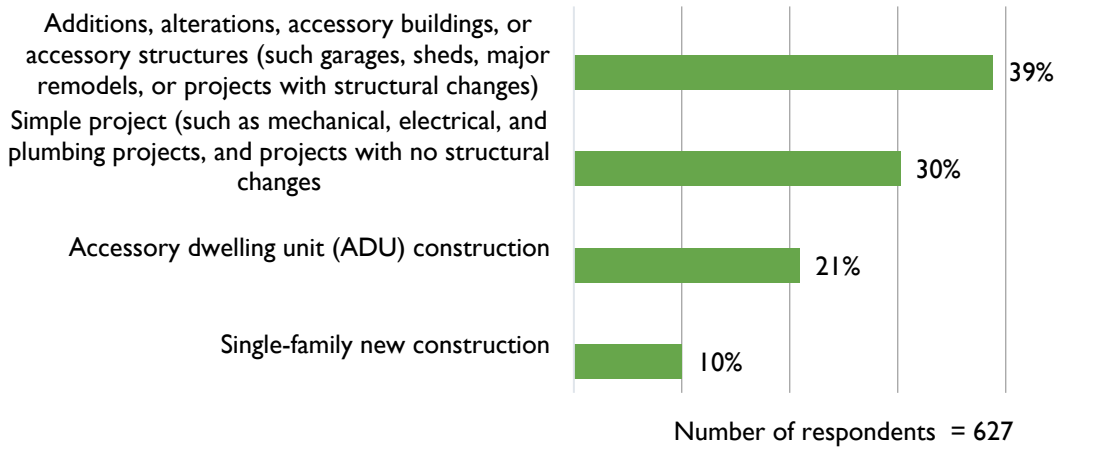 Additions, alterations, accessory buildings, or
accessory structures (such garages, sheds, major
remodels, or projects with structural changes)
39%
Simple project (such as mechanical, electrical, and
plumbing projects, and projects with no structural
changes
30%
Accessory dwelling unit (ADU) construction
21%
Single-family new construction
10%
Number of respondents = 627